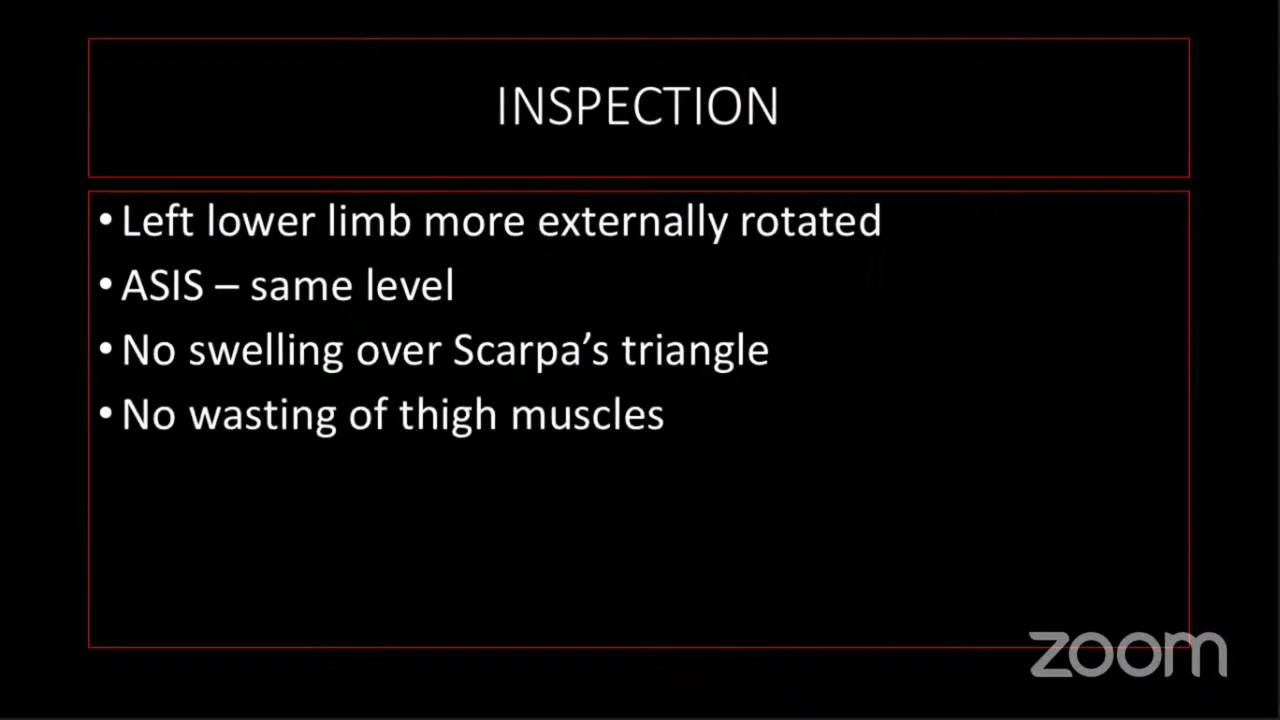 INSPECTION
• Left lower limb more externally rotated
• ASIS – same level
• No swelling over Scarpa’s triangle
• No wasting of thigh muscles
zoom